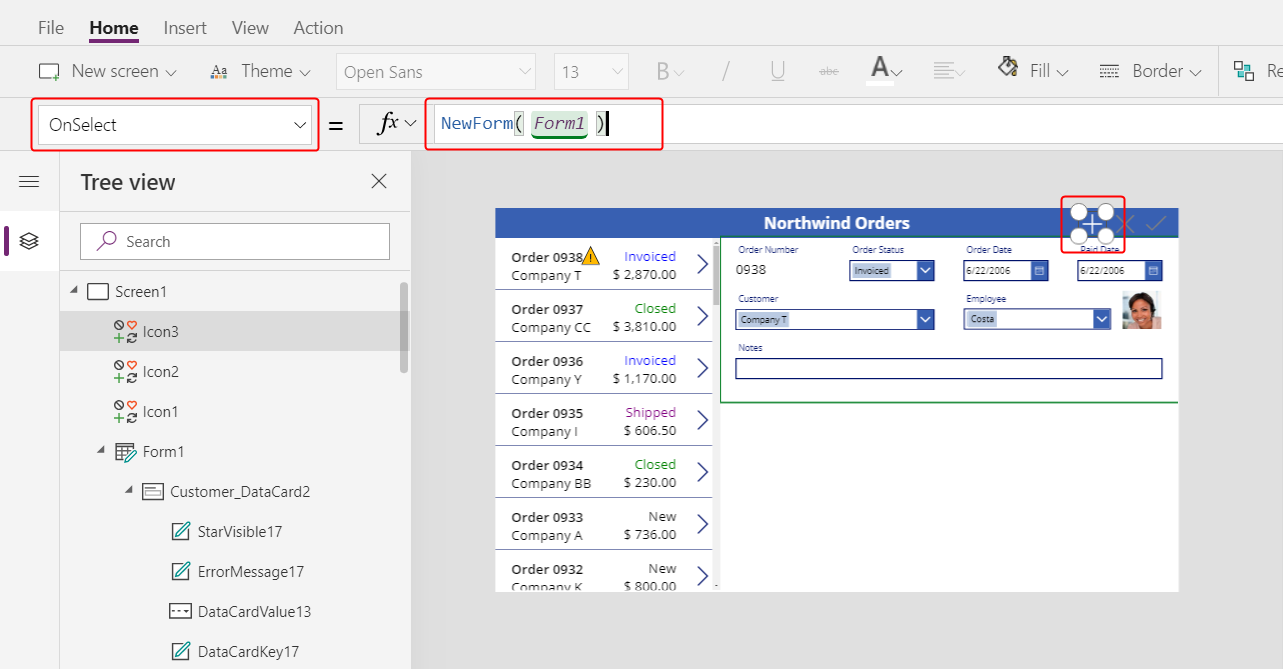 File Home Insert View Action
New screen Aa Theme Open Sans 13 B / U abc A Fill Border Re
OnSelect = fx NewForm( Form1 )
Tree view
Search
Screen1
Icon3
Icon2
Icon1
Form1
Customer_DataCard2
StarVisible17
ErrorMessage17
DataCardValue13
DataCardKey17
Northwind Orders
Order 0938 Invoiced
Company T $ 2,870.00
Order 0937 Closed
Company CC $ 3,810.00
Order 0936 Invoiced
Company Y $ 1,170.00
Order 0935 Shipped
Company I $ 606.50
Order 0934 Closed
Company BB $ 230.00
Order 0933 New
Company A $ 736.00
Order 0932 New
Company K $ 800.00
Order Number Order Status Order Date Paid Date
0938 Invoiced 6/22/2006 6/22/2006
Customer Employee
Company T Costa
Notes